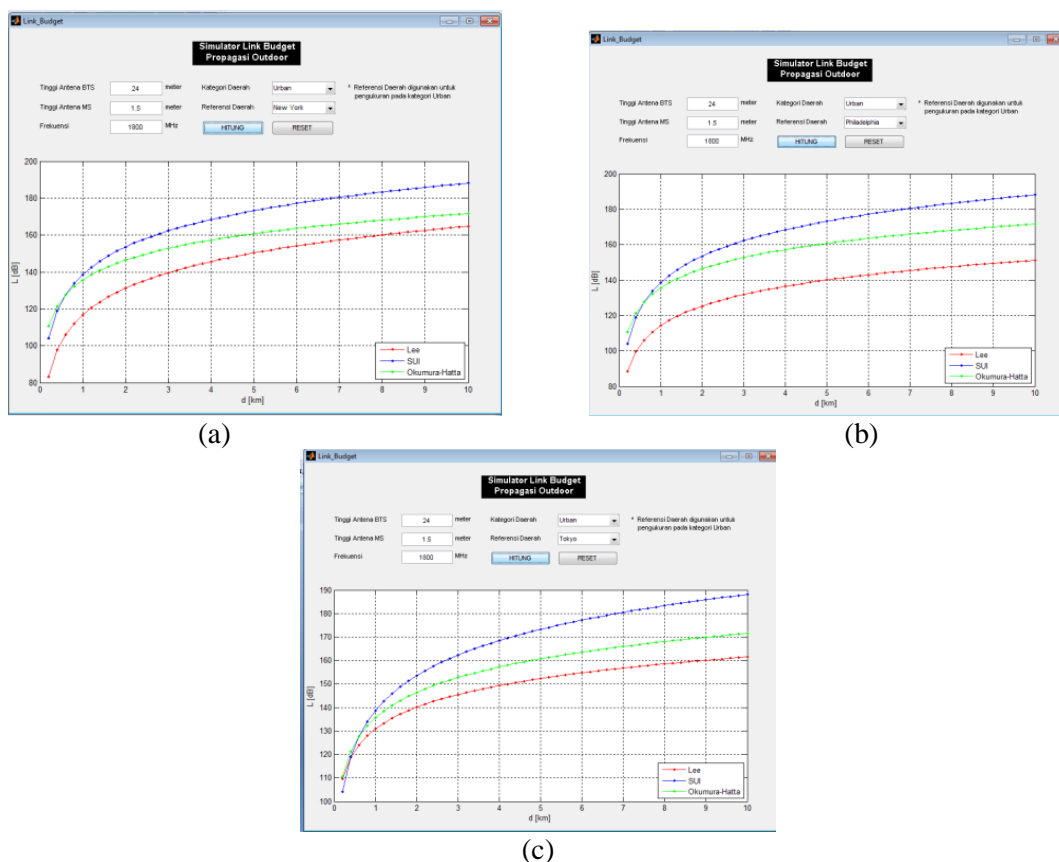 Link_Budget
Simulator Link Budget
Propagasi Outdoor
Tinggi Antena BTS 24 meter Kategori Daerah Urban * Referensi Daerah digunakan untuk
pengukuran pada kategori Urban
Tinggi Antena MS 1.5 meter Referensi Daerah New York
Frekuensi 1800 MHz HITUNG RESET
200
180
160
140
120
100
80
L [dB]
Lee
SUI
Okumura-Hatta
0 1 2 3 4 5 6 7 8 9 10
d [km]
(a)
Link_Budget
Simulator Link Budget
Propagasi Outdoor
Tinggi Antena BTS 24 meter Kategori Daerah Urban * Referensi Daerah digunakan untuk
pengukuran pada kategori Urban
Tinggi Antena MS 1.5 meter Referensi Daerah Philadelphia
Frekuensi 1800 MHz HITUNG RESET
200
180
160
140
120
100
80
L [dB]
Lee
SUI
Okumura-Hatta
0 1 2 3 4 5 6 7 8 9 10
d [km]
(b)
Link_Budget
Simulator Link Budget
Propagasi Outdoor
Tinggi Antena BTS 24 meter Kategori Daerah Urban * Referensi Daerah digunakan untuk
pengukuran pada kategori Urban
Tinggi Antena MS 1.5 meter Referensi Daerah Tokyo
Frekuensi 1800 MHz HITUNG RESET
190
180
170
160
150
140
130
120
110
100
L [dB]
Lee
SUI
Okumura-Hatta
0 1 2 3 4 5 6 7 8 9 10
d [km]
(c)